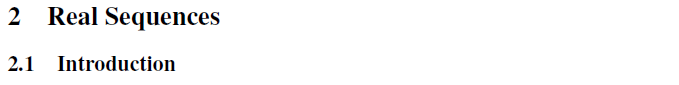 2 Real Sequences
2.1 Introduction